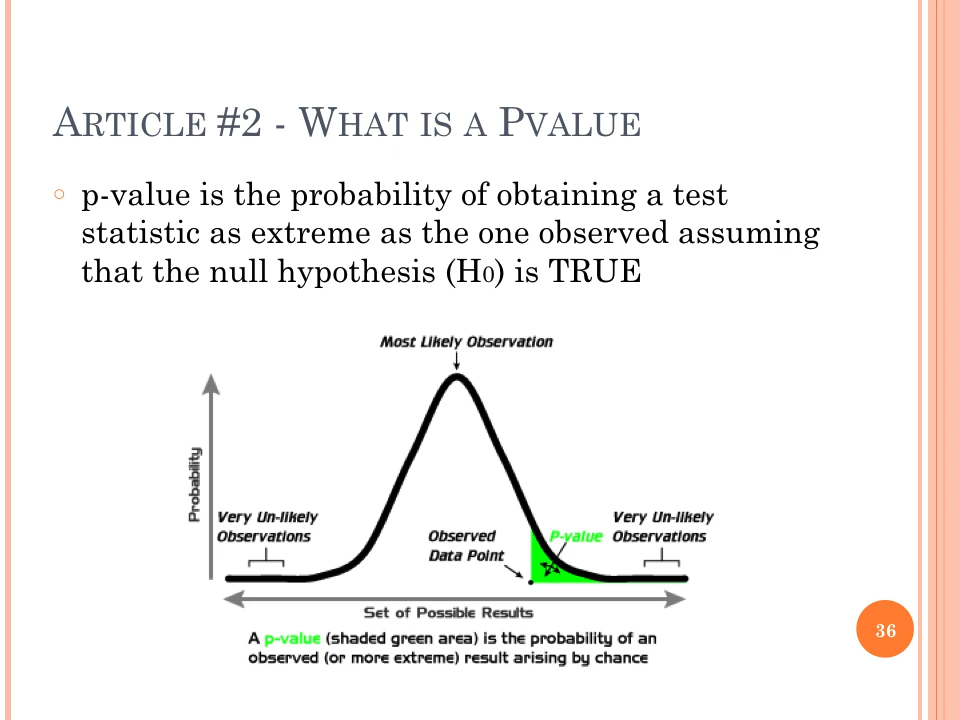 ARTICLE #2 - WHAT IS A PVALUE
p-value is the probability of obtaining a test
statistic as extreme as the one observed assuming
that the null hypothesis (H0) is TRUE
Most Likely Observation
Probability
Very Un-likely
Observations
Observed
Data Point
P-value
Very Un-likely
Observations
Set of Possible Results
A p-value (shaded green area) is the probability of an
observed (or more extreme) result arising by chance
36